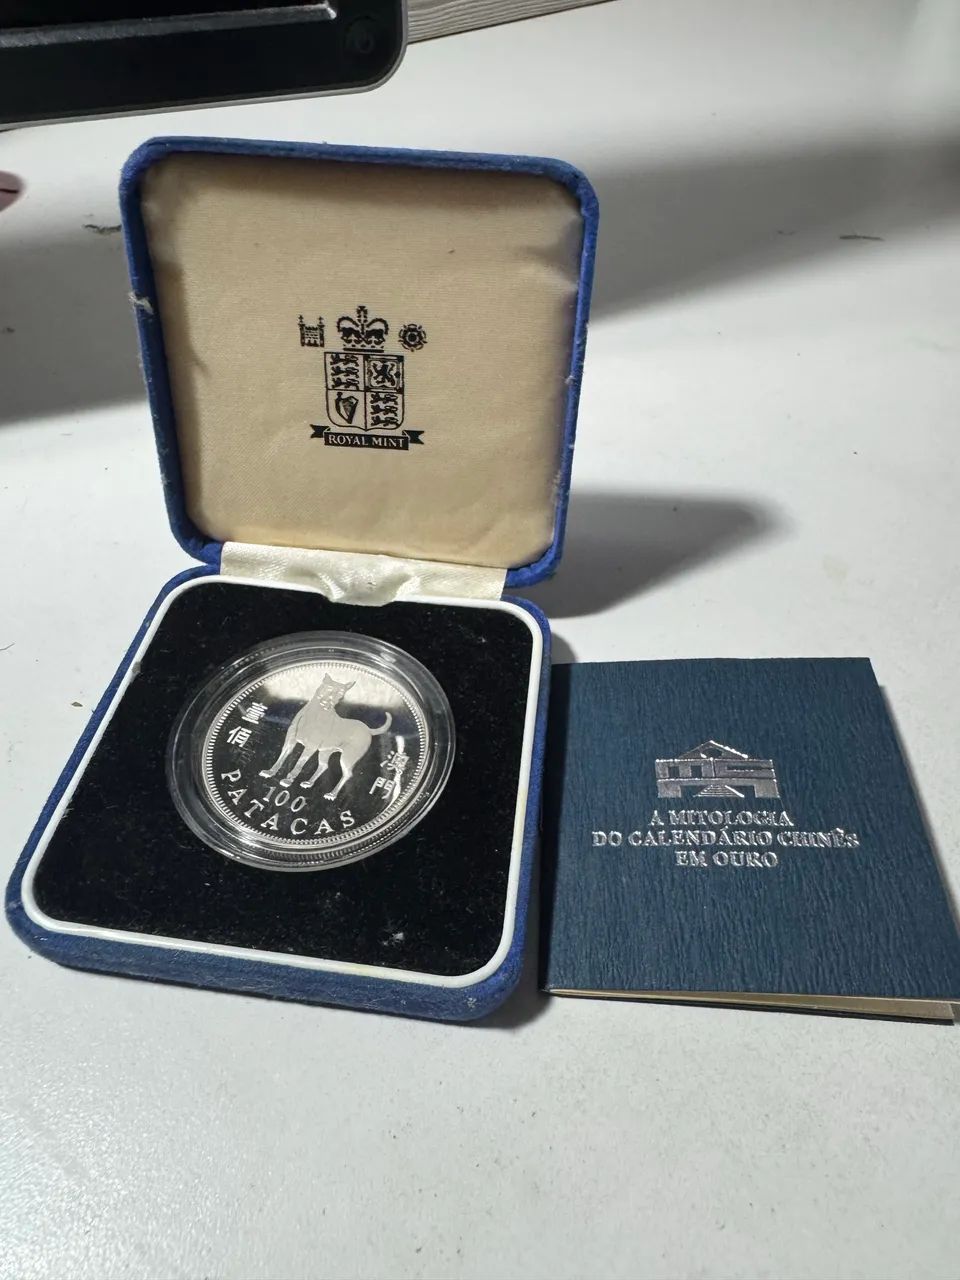 ROYAL MINT
壹佰
澳門
100
PATACAS
A MITOLOGIA
DO CALENDÁRIO CHINÊS
EM OURO